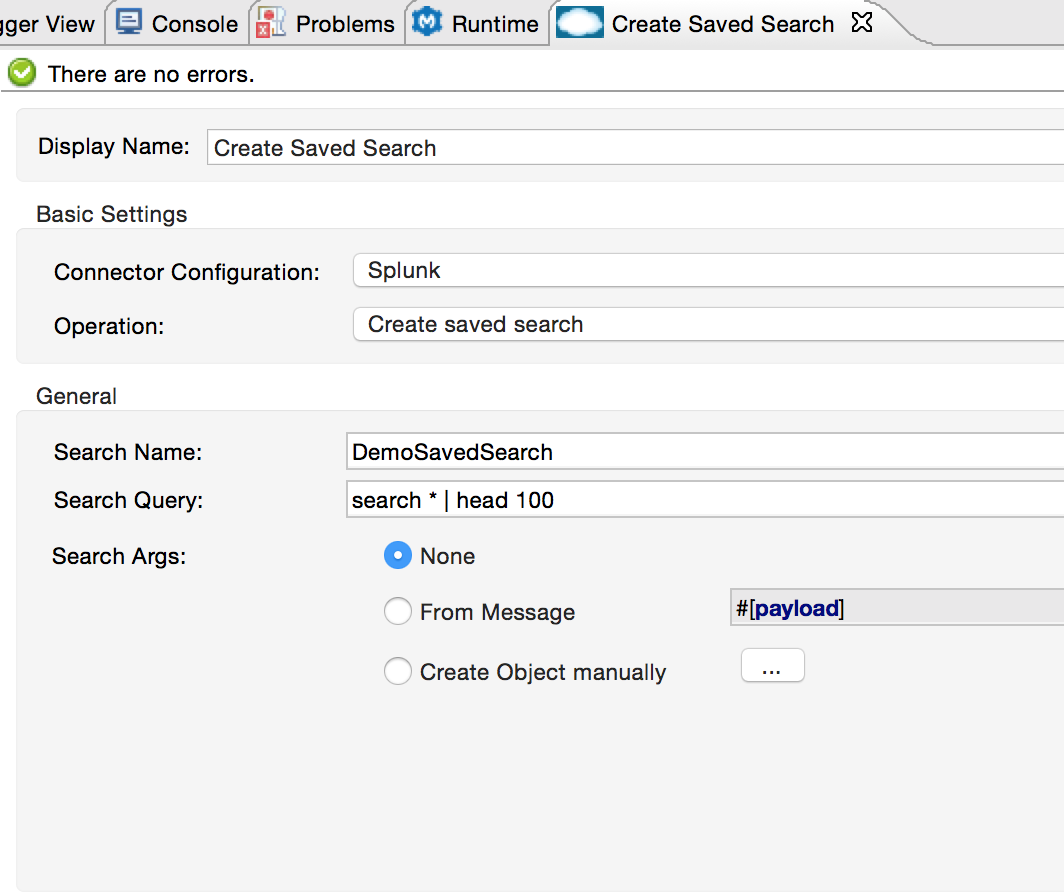 gger View Console Problems Runtime Create Saved Search
There are no errors.
Display Name: Create Saved Search
Basic Settings
Connector Configuration: Splunk
Operation: Create saved search
General
Search Name: DemoSavedSearch
Search Query: search * | head 100
Search Args: None
From Message #[payload]
Create Object manually ...